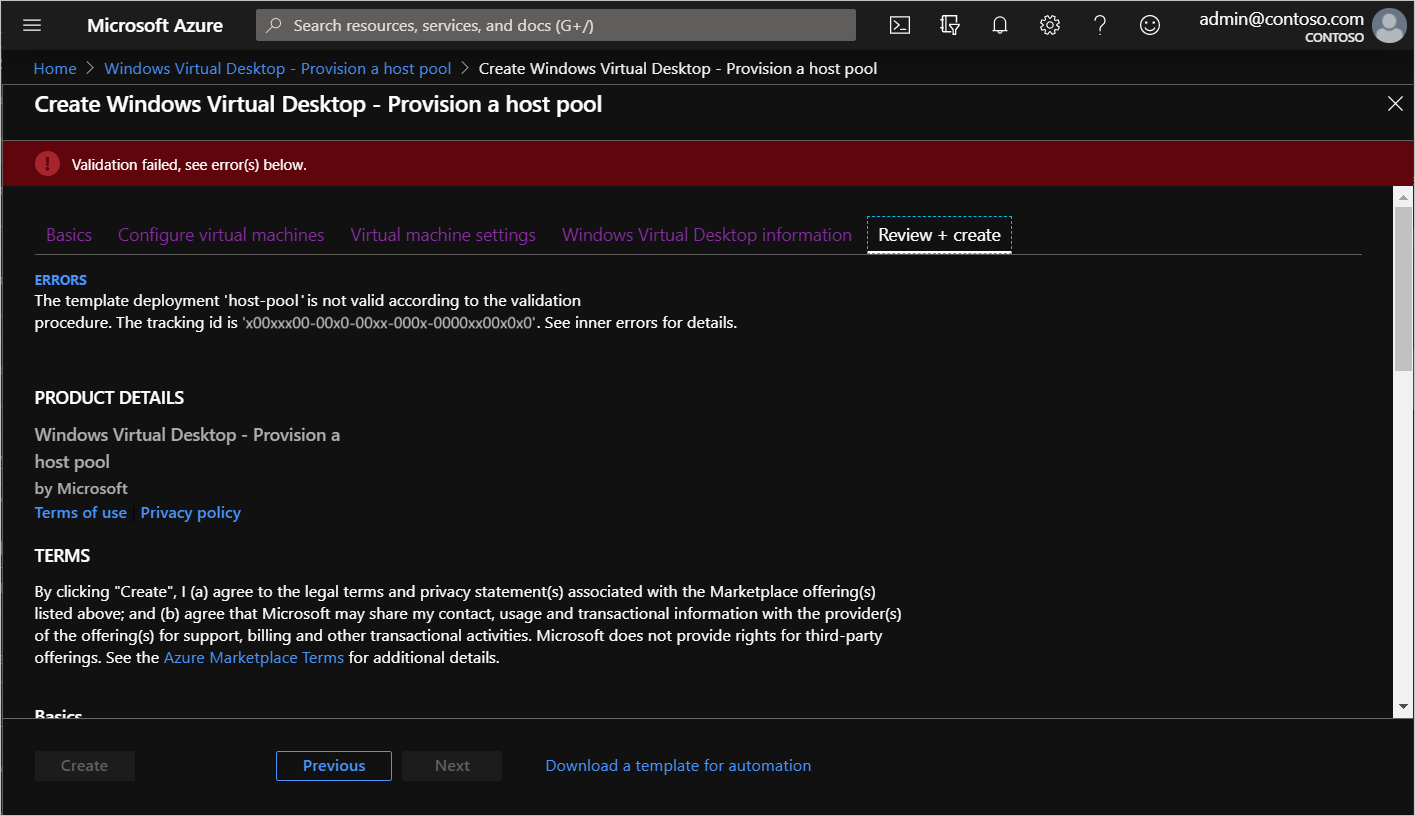 Microsoft Azure
Search resources, services, and docs (G+/)
admin@contoso.com
CONTOSO
Home > Windows Virtual Desktop - Provision a host pool > Create Windows Virtual Desktop - Provision a host pool
Create Windows Virtual Desktop - Provision a host pool
Validation failed, see error(s) below.
Basics Configure virtual machines Virtual machine settings Windows Virtual Desktop information Review + create
ERRORS
The template deployment 'host-pool' is not valid according to the validation
procedure. The tracking id is 'x00xxx00-00x0-00xx-000x-0000xx00x0x0'. See inner errors for details.
PRODUCT DETAILS
Windows Virtual Desktop - Provision a
host pool
by Microsoft
Terms of use | Privacy policy
TERMS
By clicking "Create", I (a) agree to the legal terms and privacy statement(s) associated with the Marketplace offering(s)
listed above; and (b) agree that Microsoft may share my contact, usage and transactional information with the provider(s)
of the offering(s) for support, billing and other transactional activities. Microsoft does not provide rights for third-party
offerings. See the Azure Marketplace Terms for additional details.
Basics
Create Previous Next Download a template for automation